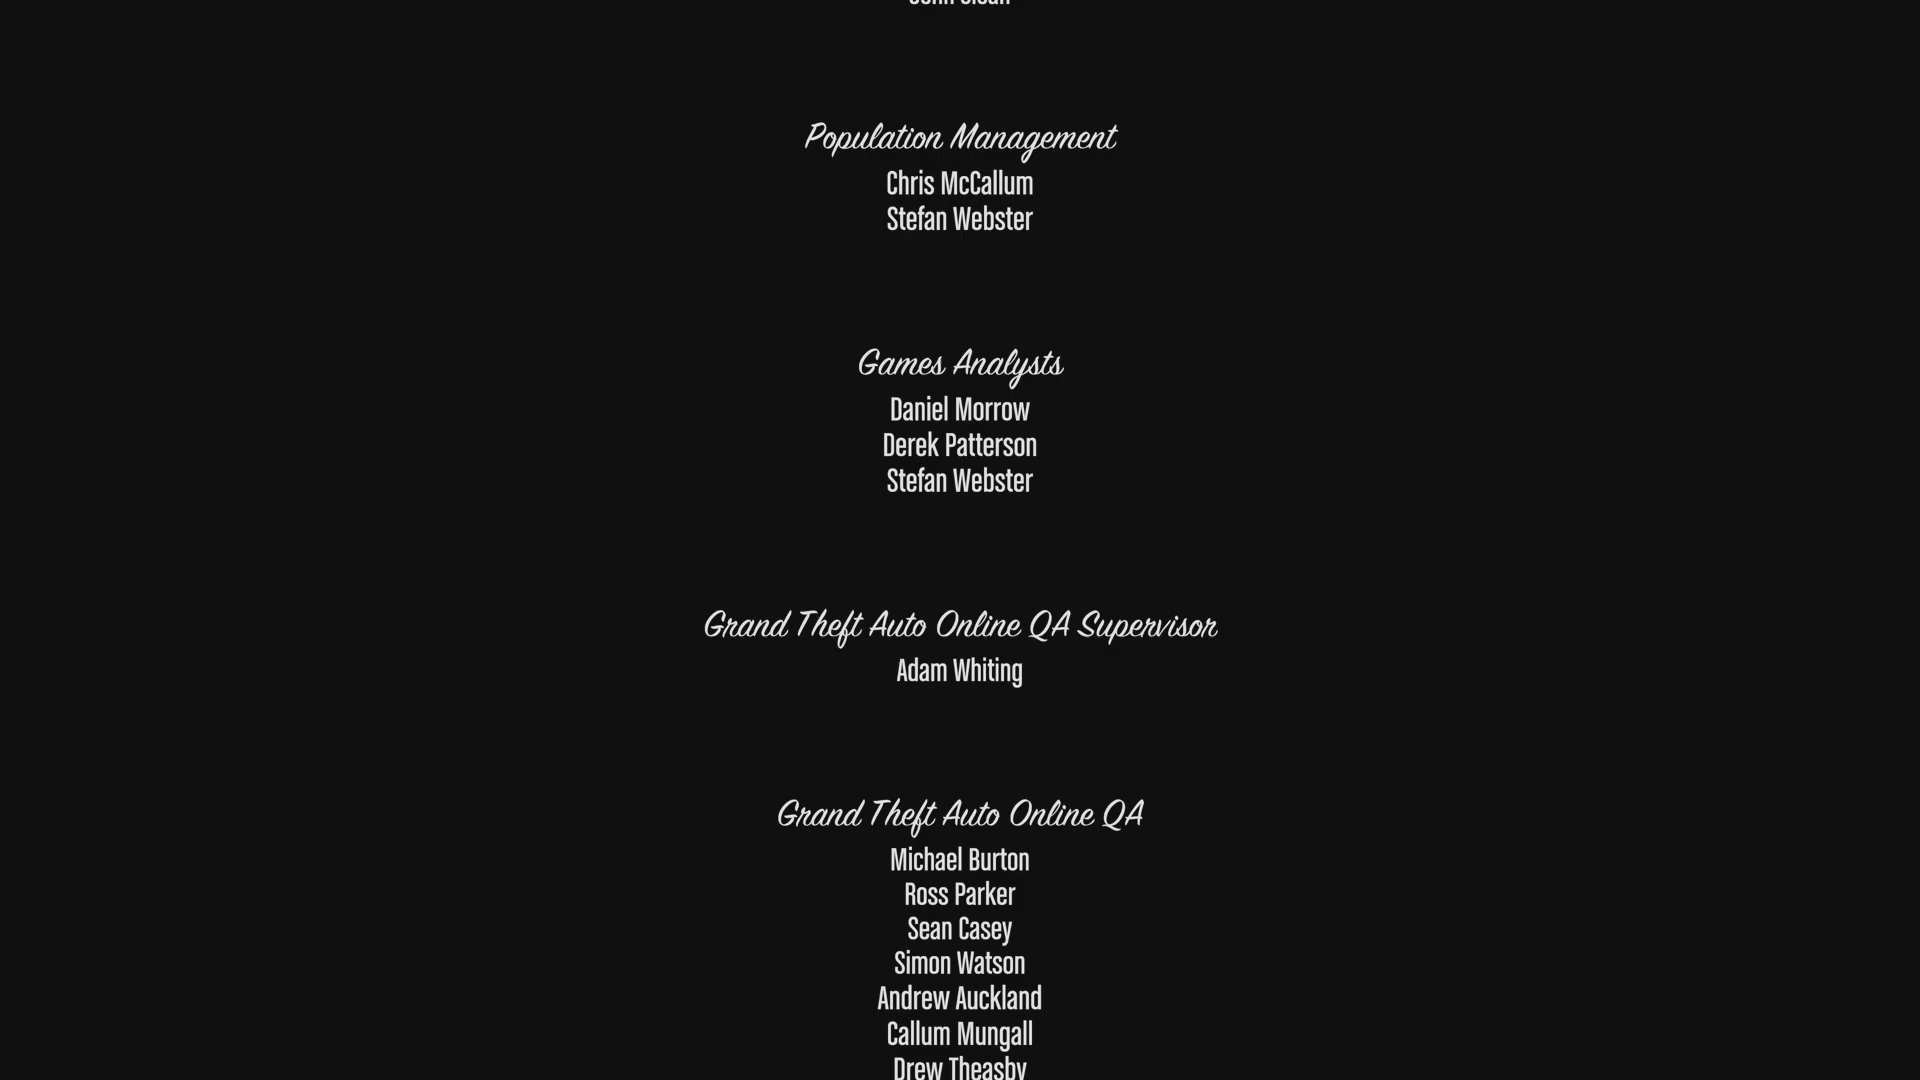 Population Management
Chris McCallum
Stefan Webster
Games Analysts
Daniel Morrow
Derek Patterson
Stefan Webster
Grand Theft Auto Online QA Supervisor
Adam Whiting
Grand Theft Auto Online QA
Michael Burton
Ross Parker
Sean Casey
Simon Watson
Andrew Auckland
Callum Mungall
Drew Theasby